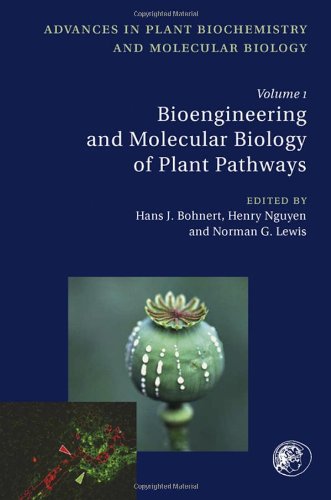 ADVANCES IN PLANT BIOCHEMISTRY
AND MOLECULAR BIOLOGY
Volume 1
Bioengineering
and Molecular Biology
of Plant Pathways
EDITED BY
Hans J. Bohnert, Henry Nguyen
and Norman G. Lewis